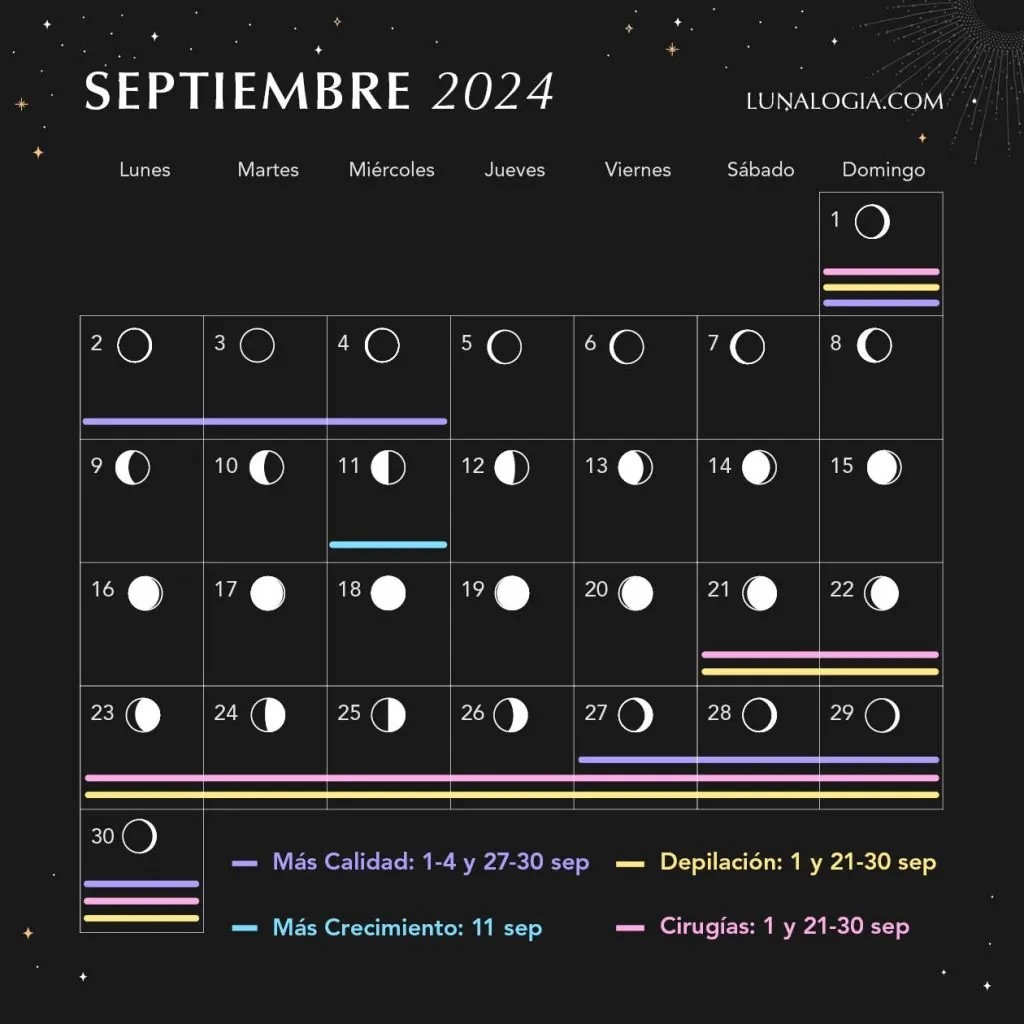 SEPTIEMBRE 2024
LUNALOGIA.COM
Lunes Martes Miércoles Jueves Viernes Sábado Domingo
1
2 3 4 5 6 7 8
9 10 11 12 13 14 15
16 17 18 19 20 21 22
23 24 25 26 27 28 29
30
Más Calidad: 1-4 y 27-30 sep
Depilación: 1 y 21-30 sep
Más Crecimiento: 11 sep
Cirugías: 1 y 21-30 sep